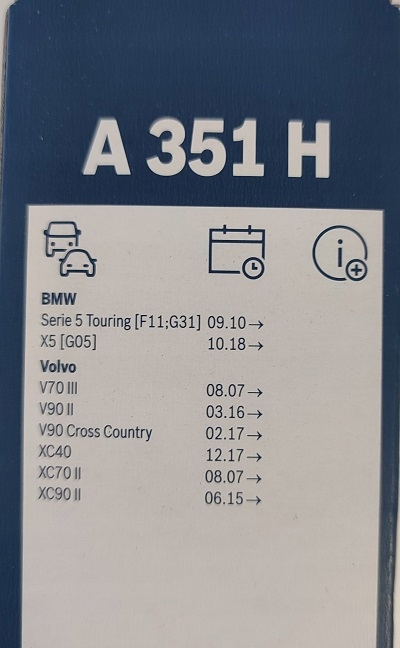 A 351 H
BMW
Serie 5 Touring [F11;G31] 09.10→
X5 [G05] 10.18→
Volvo
V70 III 08.07→
V90 II 03.16→
V90 Cross Country 02.17→
XC40 12.17→
XC70 II 08.07→
XC90 II 06.15→